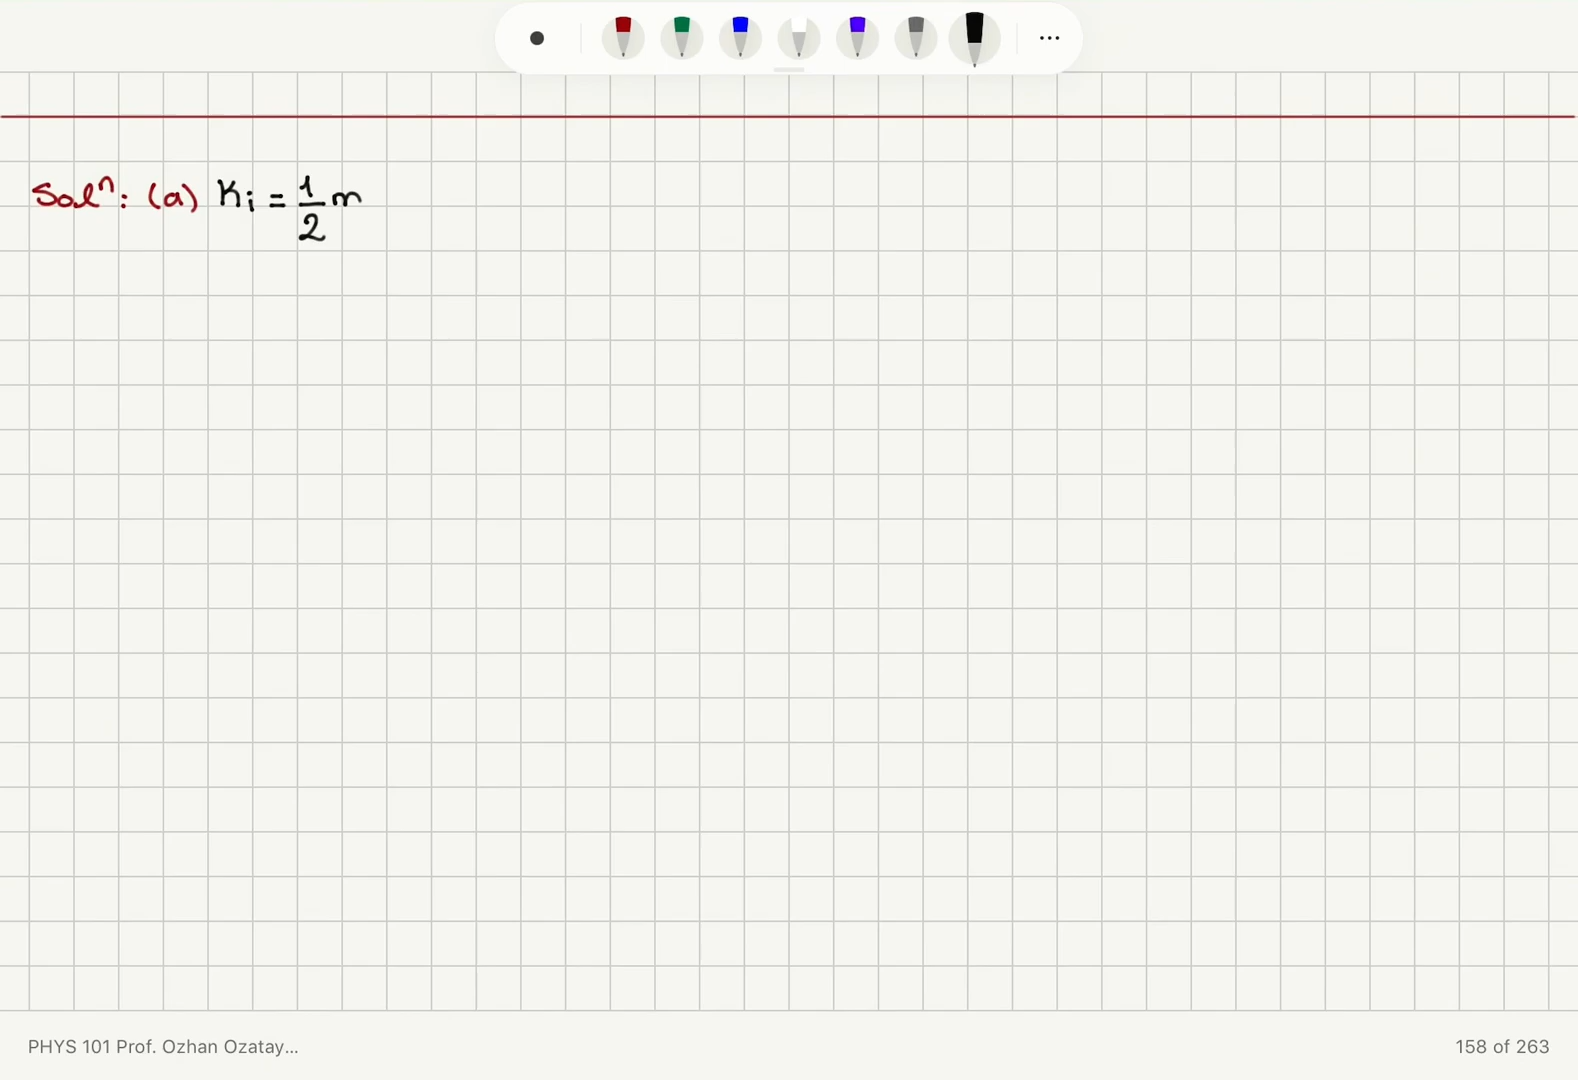 Solⁿ: (a) Kᵢ = 1/2 m
PHYS 101 Prof. Ozhan Ozatay...
158 of 263